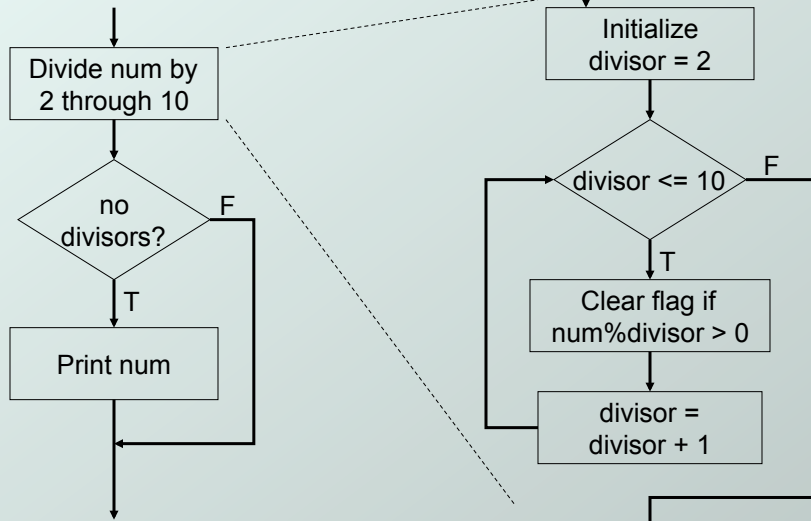 Divide num by
2 through 10
no
divisors?
F
T
Print num
Initialize
divisor = 2
divisor <= 10
F
T
Clear flag if
num%divisor > 0
divisor =
divisor + 1